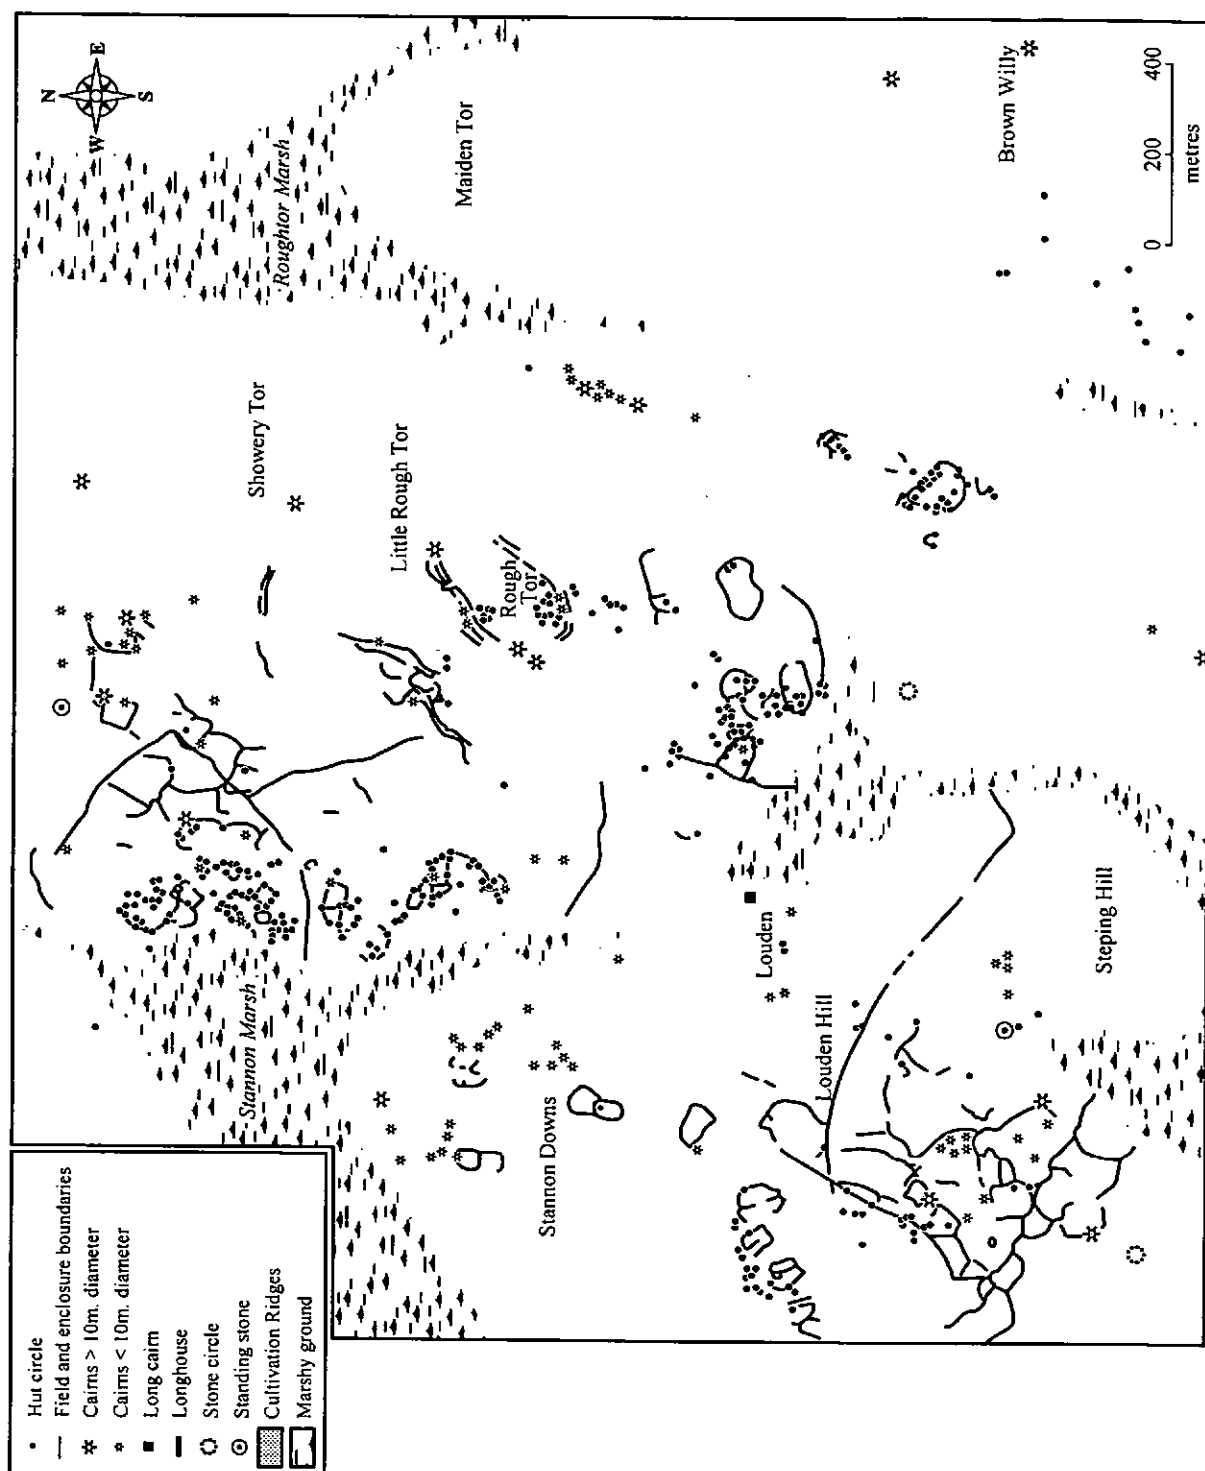 Hut circle
Field and enclosure boundaries
Cairns > 10m. diameter
Cairns < 10m. diameter
Long cairn
Longhouse
Stone circle
Standing stone
Cultivation Ridges
Marshy ground
N
E
S
W
Roughtor Marsh
Maiden Tor
Showery Tor
Little Rough Tor
Rough
Tor
Brown Willy
Stannon Marsh
Stannon Downs
Louden
Louden Hill
Steping Hill
0 200 400
metres